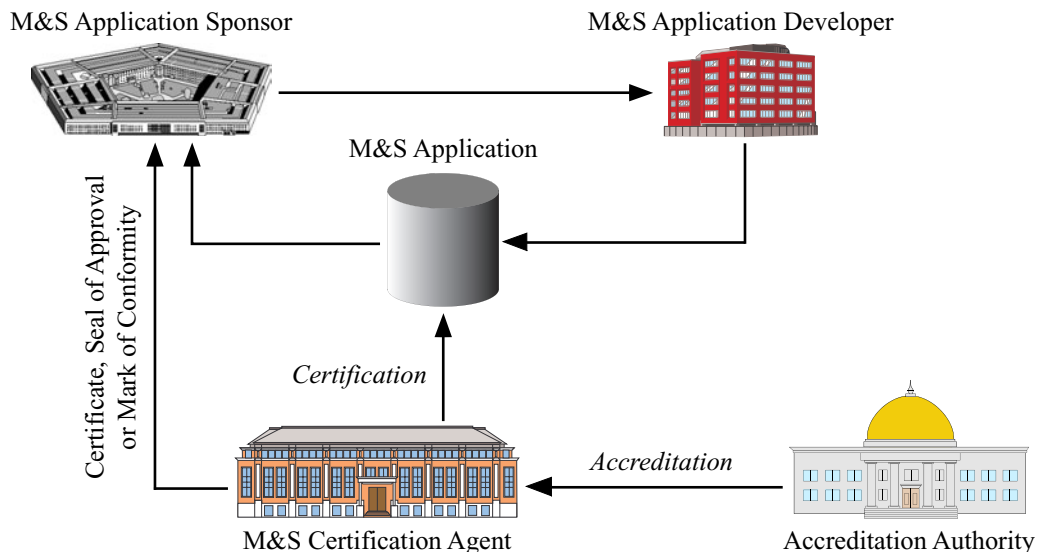 M&S Application Sponsor
M&S Application Developer
M&S Application
Certificate, Seal of Approval
or Mark of Conformity
Certification
Accreditation
M&S Certification Agent
Accreditation Authority